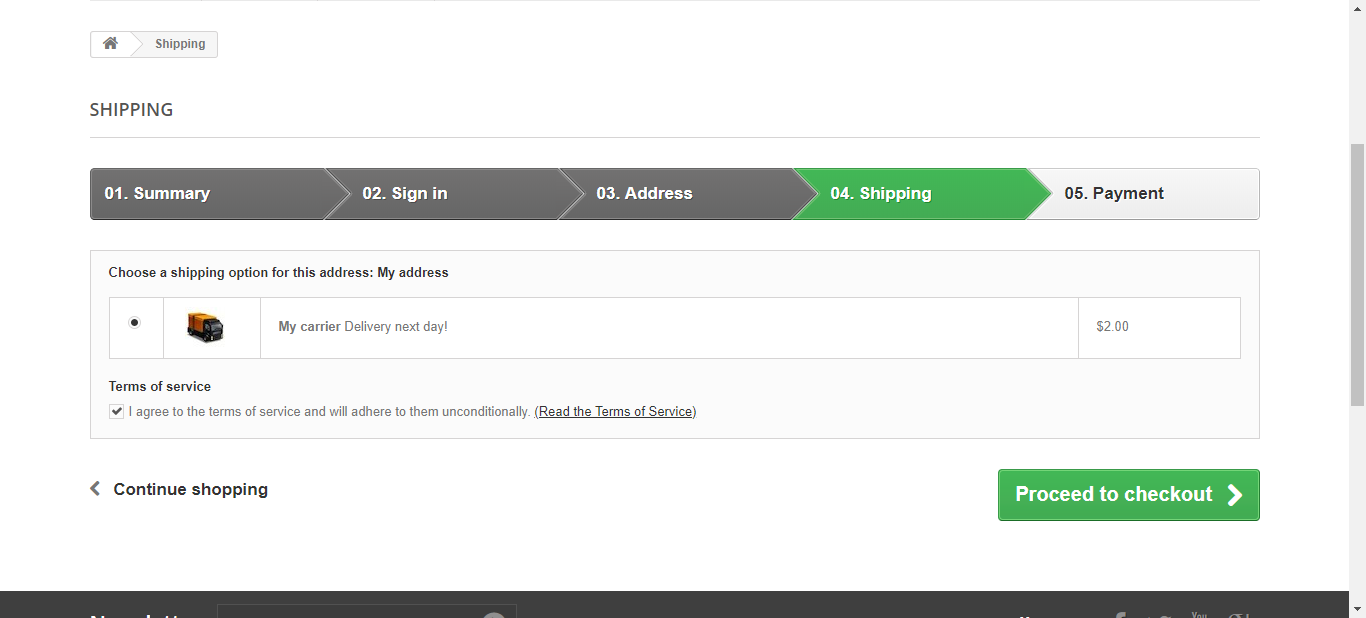 Shipping
SHIPPING
01. Summary
02. Sign in
03. Address
04. Shipping
05. Payment
Choose a shipping option for this address: My address
My carrier Delivery next day!
$2.00
Terms of service
I agree to the terms of service and will adhere to them unconditionally. (Read the Terms of Service)
Continue shopping
Proceed to checkout